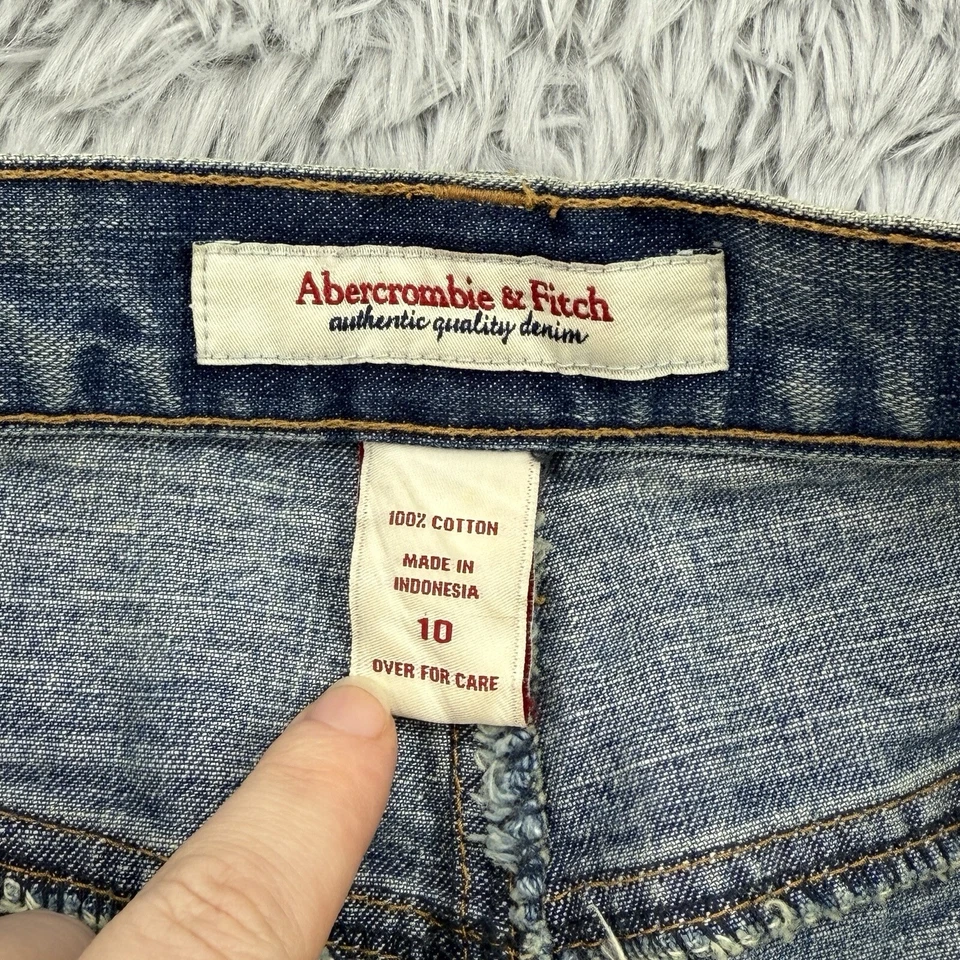 Abercrombie & Fitch
authentic quality denim
100% COTTON
MADE IN
INDONESIA
10
OVER FOR CARE